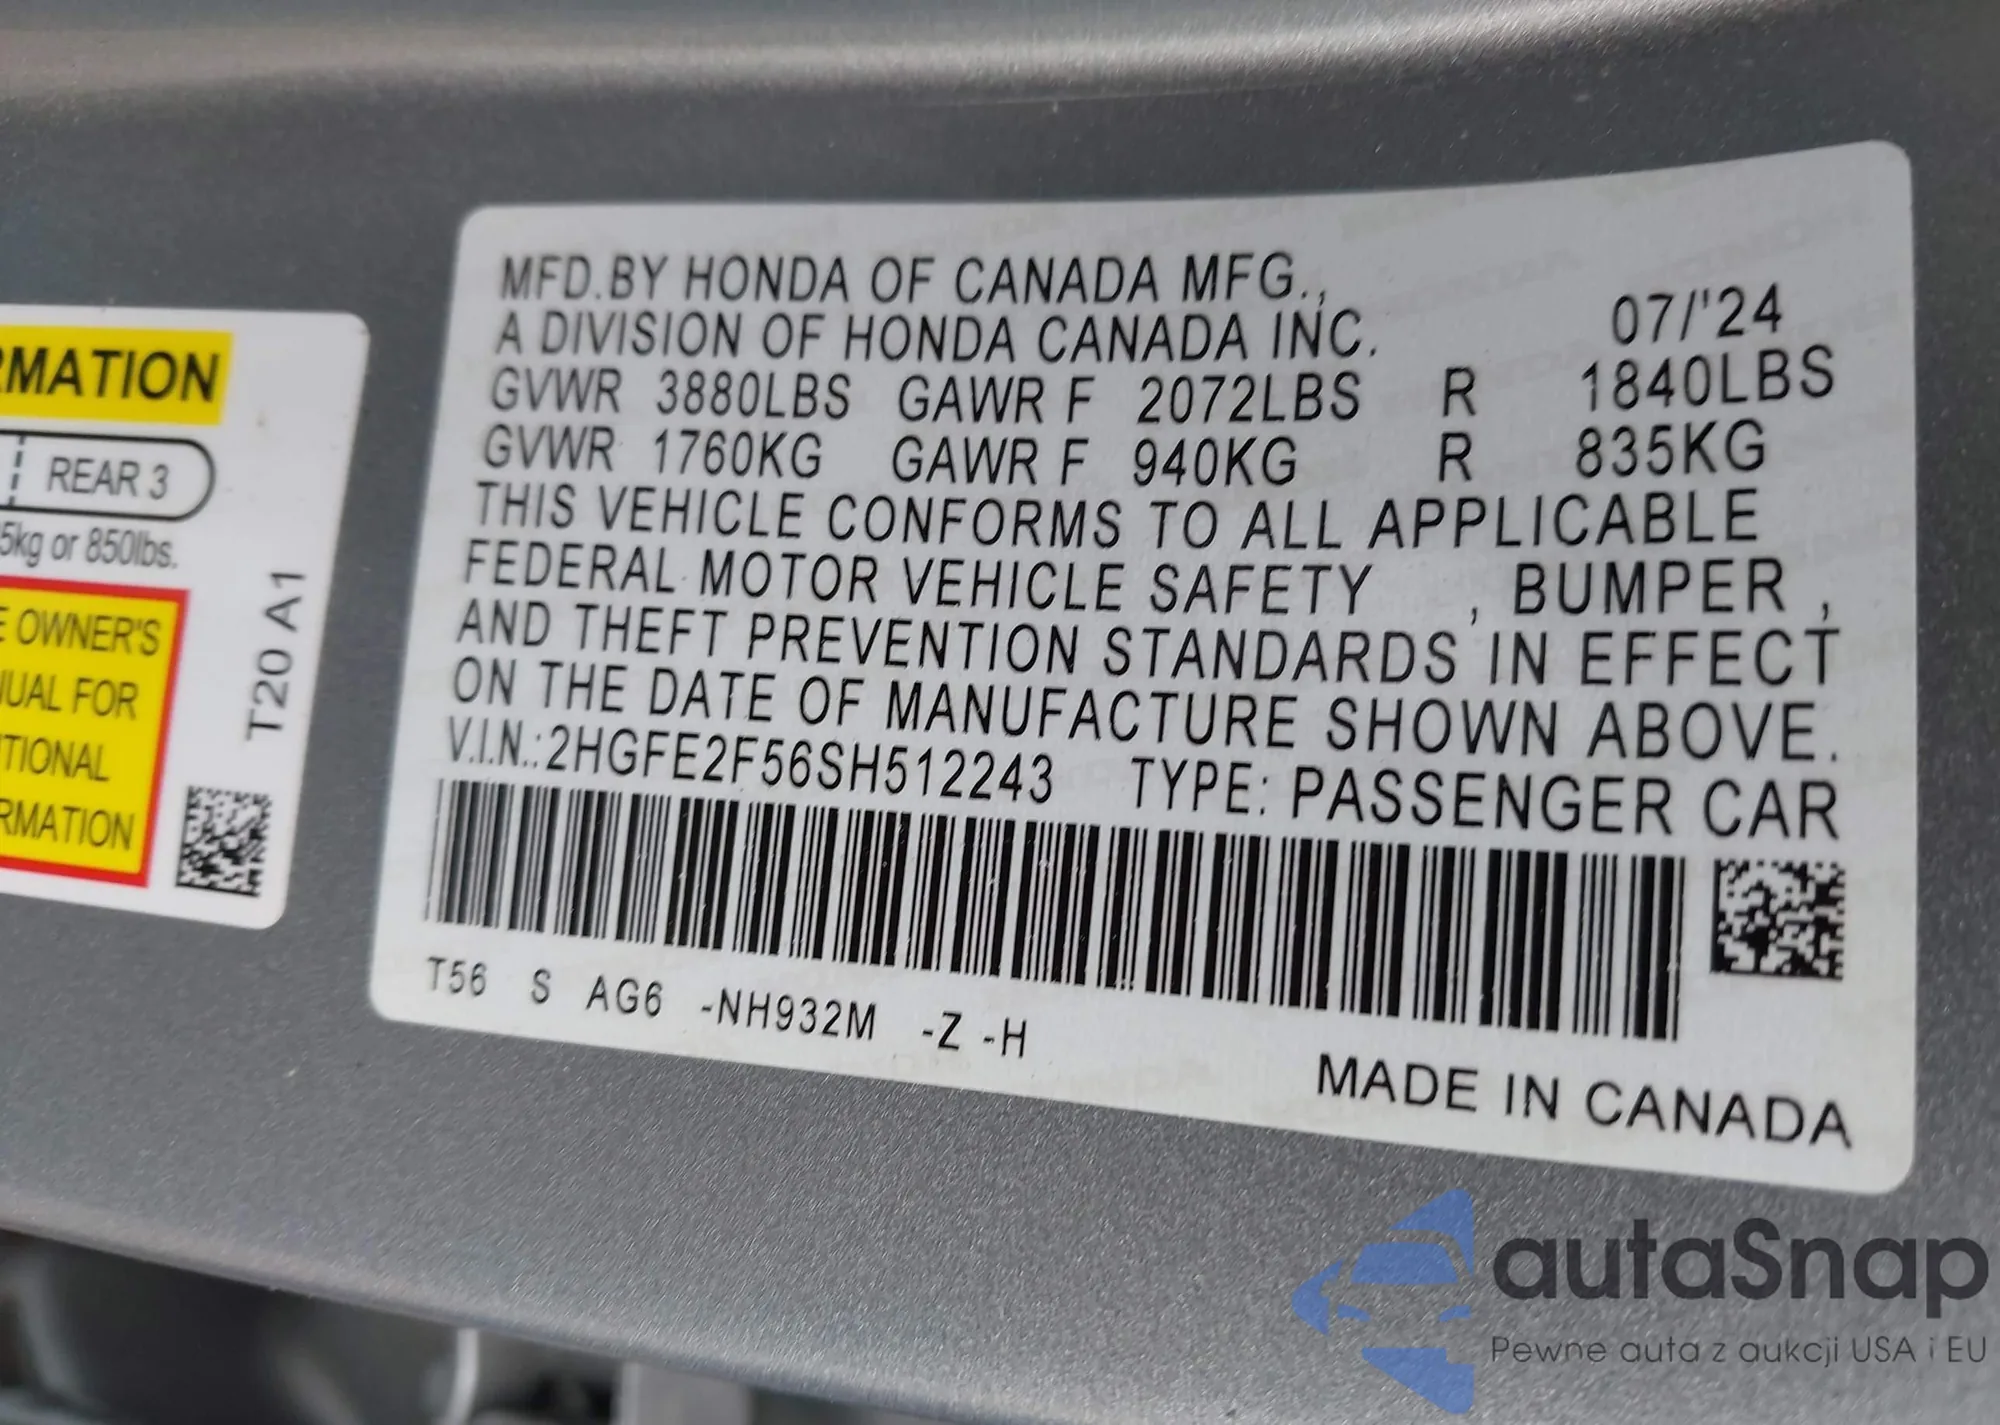 RMATION
REAR 3
5kg or 850lbs.
E OWNER'S
UAL FOR
TIONAL
RMATION
T20 A1
MFD.BY HONDA OF CANADA MFG.,
A DIVISION OF HONDA CANADA INC. 07/'24
GVWR 3880LBS GAWR F 2072LBS R 1840LBS
GVWR 1760KG GAWR F 940KG R 835KG
THIS VEHICLE CONFORMS TO ALL APPLICABLE
FEDERAL MOTOR VEHICLE SAFETY , BUMPER ,
AND THEFT PREVENTION STANDARDS IN EFFECT
ON THE DATE OF MANUFACTURE SHOWN ABOVE.
V.I.N.:2HGFE2F56SH512243 TYPE: PASSENGER CAR
T56 S AG6 -NH932M -Z -H
MADE IN CANADA
autaSnap
Pewne auta z aukcji USA i EU